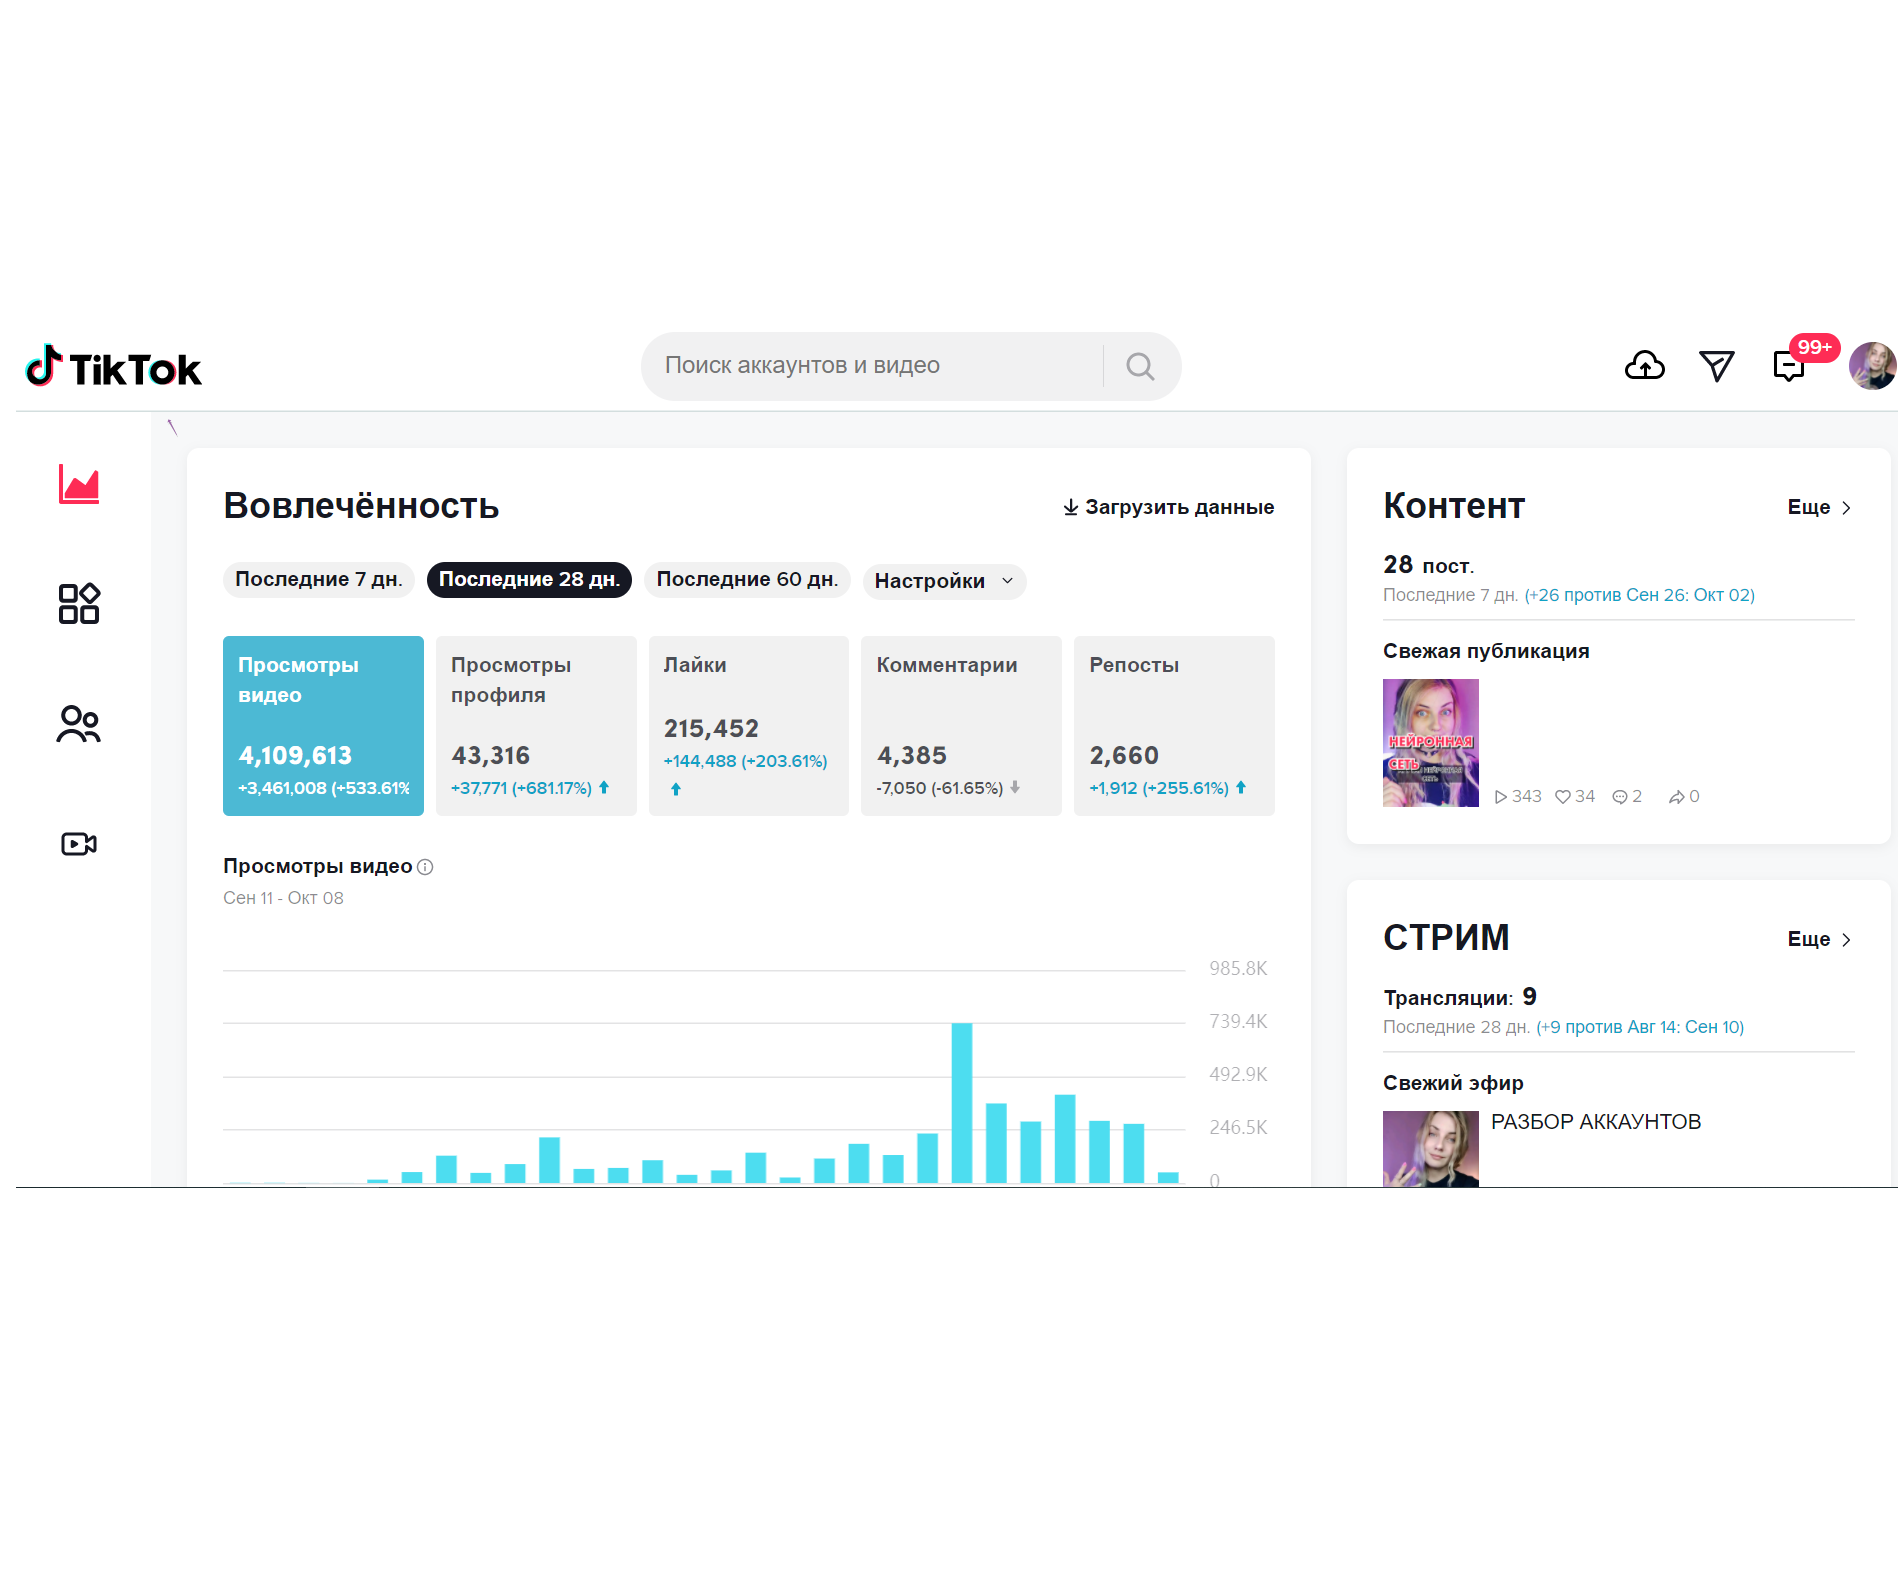 TikTok
Поиск аккаунтов и видео
99+
Вовлечённость
Загрузить данные
Последние 7 дн.
Последние 28 дн.
Последние 60 дн.
Настройки
Просмотры
видео
4,109,613
+3,461,008 (+533.61%
Просмотры
профиля
43,316
+37,771 (+681.17%)
Лайки
215,452
+144,488 (+203.61%)
Комментарии
4,385
-7,050 (-61.65%)
Репосты
2,660
+1,912 (+255.61%)
Просмотры видео
Сен 11 - Окт 08
985.8K
739.4K
492.9K
246.5K
0
Контент
Еще
28 пост.
Последние 7 дн. (+26 против Сен 26: Окт 02)
Свежая публикация
НЕЙРОННАЯ
СЕТЬ
343
34
2
0
СТРИМ
Еще
Трансляции: 9
Последние 28 дн. (+9 против Авг 14: Сен 10)
Свежий эфир
РАЗБОР АККАУНТОВ